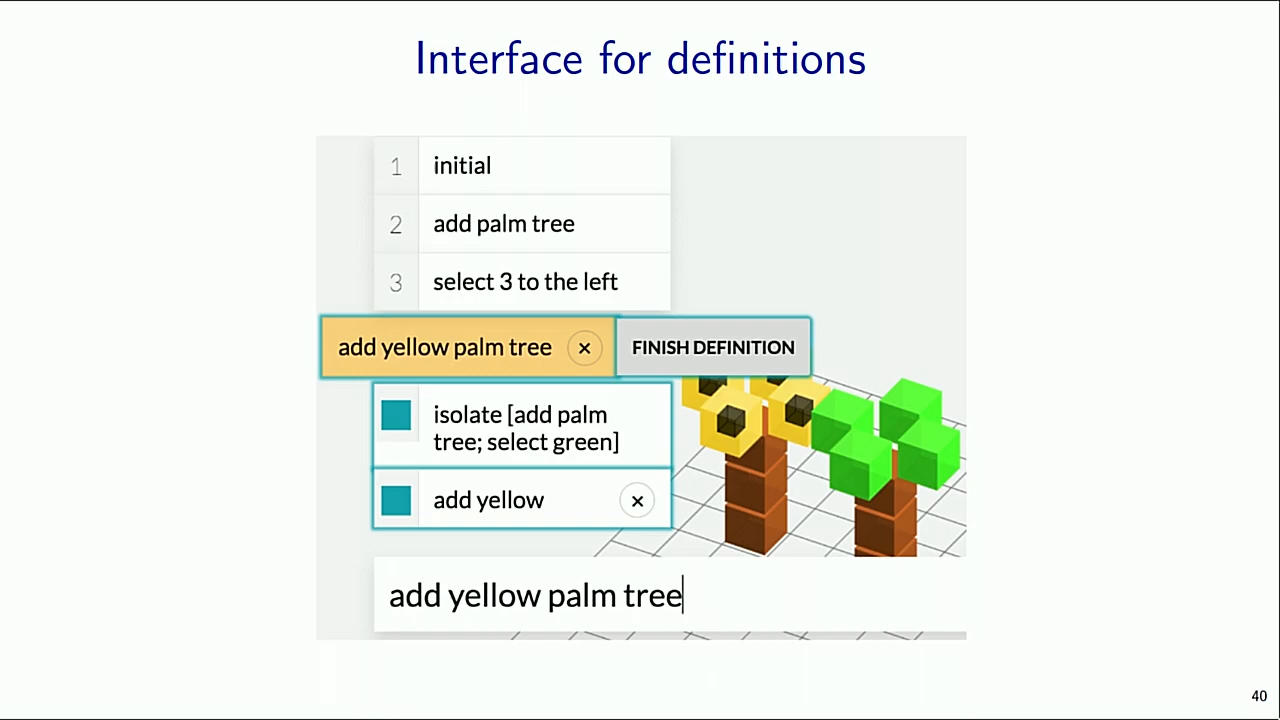 Interface for definitions
1 initial
2 add palm tree
3 select 3 to the left
add yellow palm tree ×
FINISH DEFINITION
isolate [add palm
tree; select green]
add yellow ×
add yellow palm tree
40